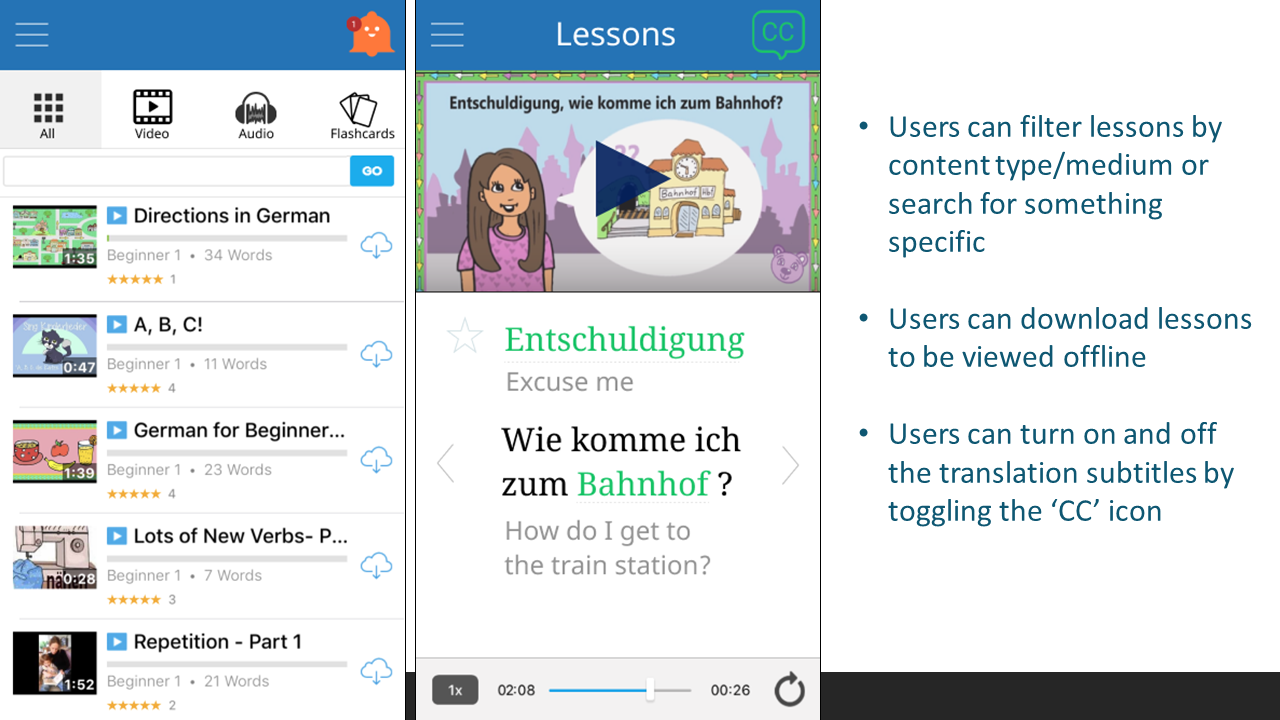 1
All
Video
Audio
Flashcards
GO
Directions in German
1:35
Beginner 1 • 34 Words
★★★★★ 1
A, B, C!
0:47
Beginner 1 • 11 Words
★★★★★ 4
German for Beginner...
1:39
Beginner 1 • 23 Words
★★★★★ 4
Lots of New Verbs- P...
nähen
0:28
Beginner 1 • 7 Words
★★★★★ 3
Repetition - Part 1
1:52
Beginner 1 • 21 Words
★★★★★ 2
Lessons
CC
Entschuldigung, wie komme ich zum Bahnhof?
??
Bahnhof Hbf
Entschuldigung
Excuse me
Wie komme ich
zum Bahnhof ?
How do I get to
the train station?
1x
02:08
00:26
• Users can filter lessons by
content type/medium or
search for something
specific
• Users can download lessons
to be viewed offline
• Users can turn on and off
the translation subtitles by
toggling the ‘CC’ icon